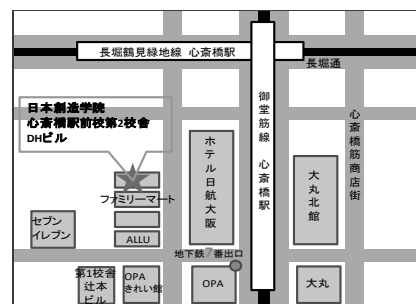 長堀鶴見緑地線 心斎橋駅
長堀通
日本創造学院
心斎橋駅前校第2校舎
DHビル
御堂筋線 心斎橋駅
心斎橋筋商店街
ホテル日航大阪
大丸北館
ファミリーマート
セブン
イレブン
ALLU
地下鉄7番出口
第1校舎
辻本
ビル
OPA
きれい館
OPA
大丸